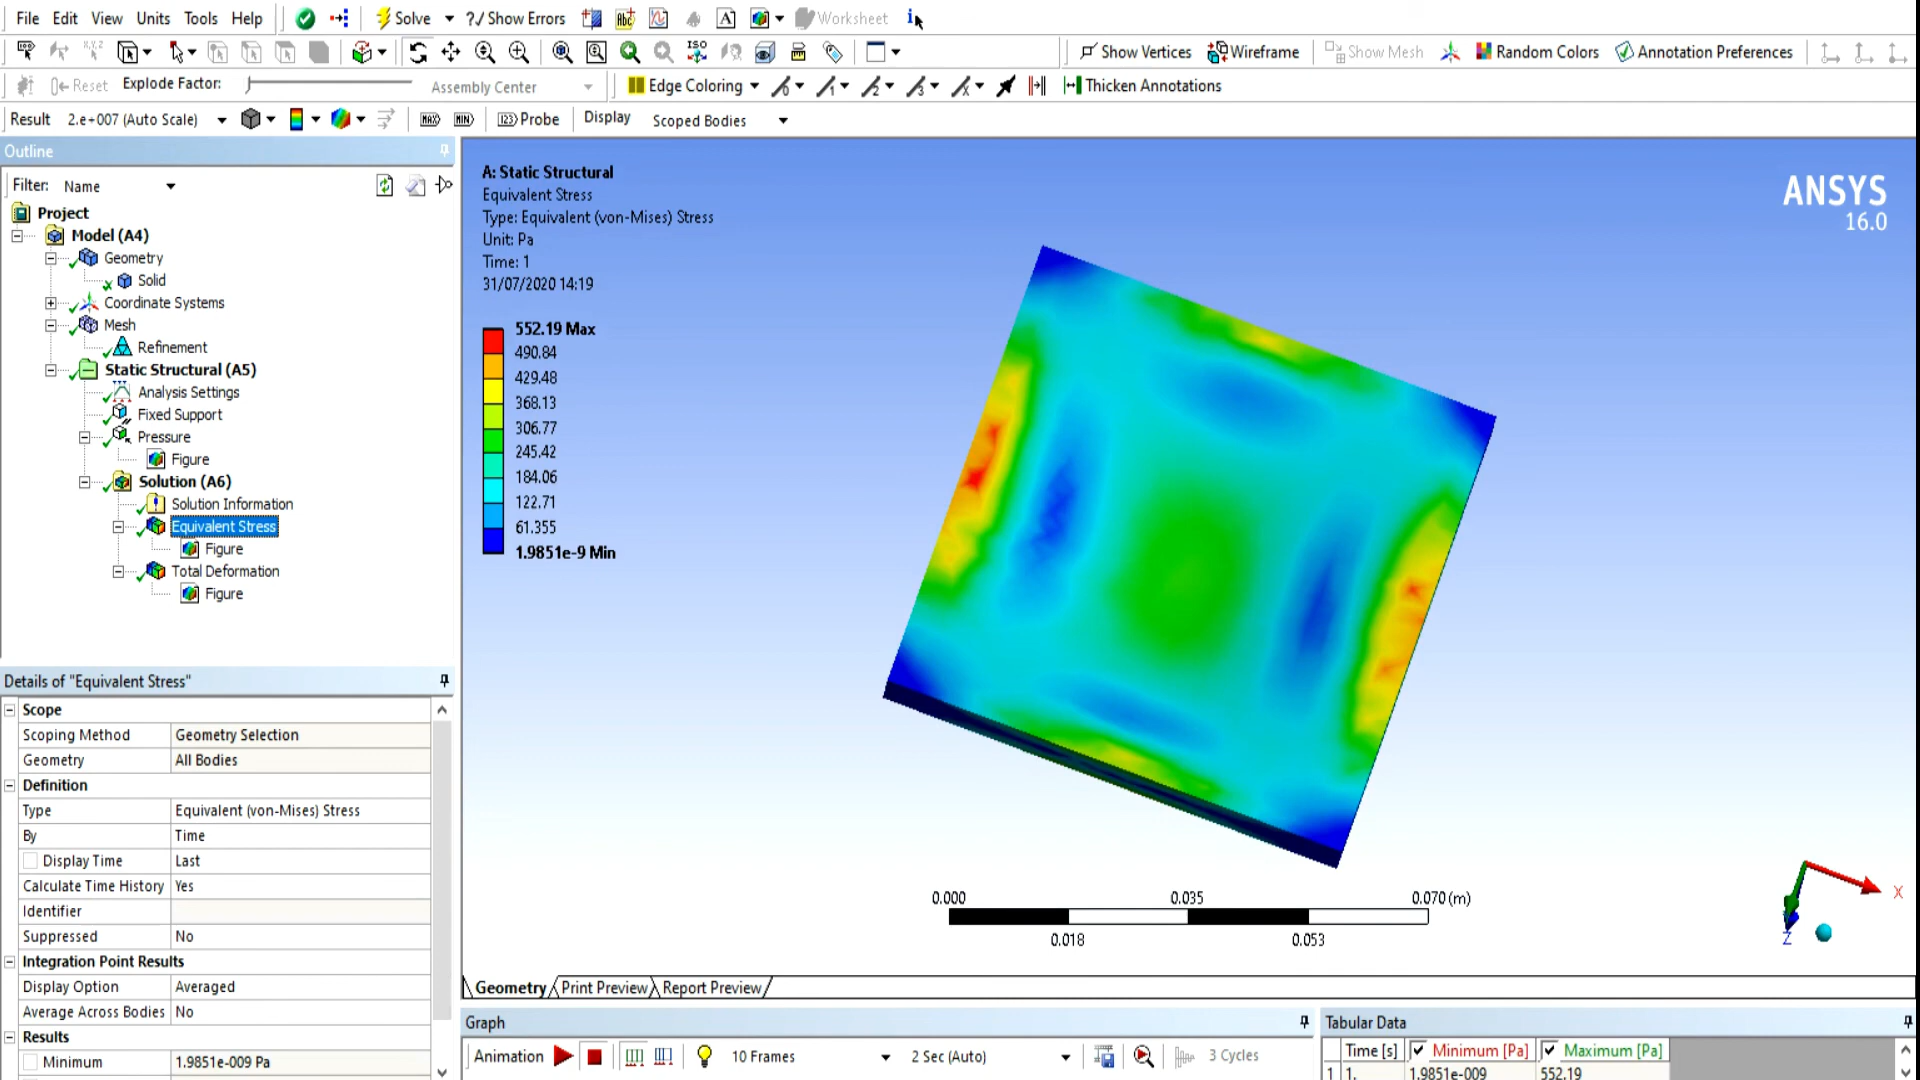 File Edit View Units Tools Help Solve ?/ Show Errors Worksheet
Show Vertices Wireframe Show Mesh Random Colors Annotation Preferences
Reset Explode Factor: Assembly Center Edge Coloring Thicken Annotations
Result 2.e+007 (Auto Scale) MAX MIN Probe Display Scoped Bodies
Outline
Filter: Name
Project
Model (A4)
Geometry
Solid
Coordinate Systems
Mesh
Refinement
Static Structural (A5)
Analysis Settings
Fixed Support
Pressure
Figure
Solution (A6)
Solution Information
Equivalent Stress
Figure
Total Deformation
Figure
Details of "Equivalent Stress"
Scope
Scoping Method Geometry Selection
Geometry All Bodies
Definition
Type Equivalent (von-Mises) Stress
By Time
Display Time Last
Calculate Time History Yes
Identifier
Suppressed No
Integration Point Results
Display Option Averaged
Average Across Bodies No
Results
Minimum 1.9851e-009 Pa
A: Static Structural
Equivalent Stress
Type: Equivalent (von-Mises) Stress
Unit: Pa
Time: 1
31/07/2020 14:19
552.19 Max
490.84
429.48
368.13
306.77
245.42
184.06
122.71
61.355
1.9851e-9 Min
ANSYS
16.0
0.000 0.035 0.070 (m)
0.018 0.053
X
Z
Geometry Print Preview Report Preview
Graph
Animation 10 Frames 2 Sec (Auto) 3 Cycles
Tabular Data
Time [s] Minimum [Pa] Maximum [Pa]
1 1. 1.9851e-009 552.19